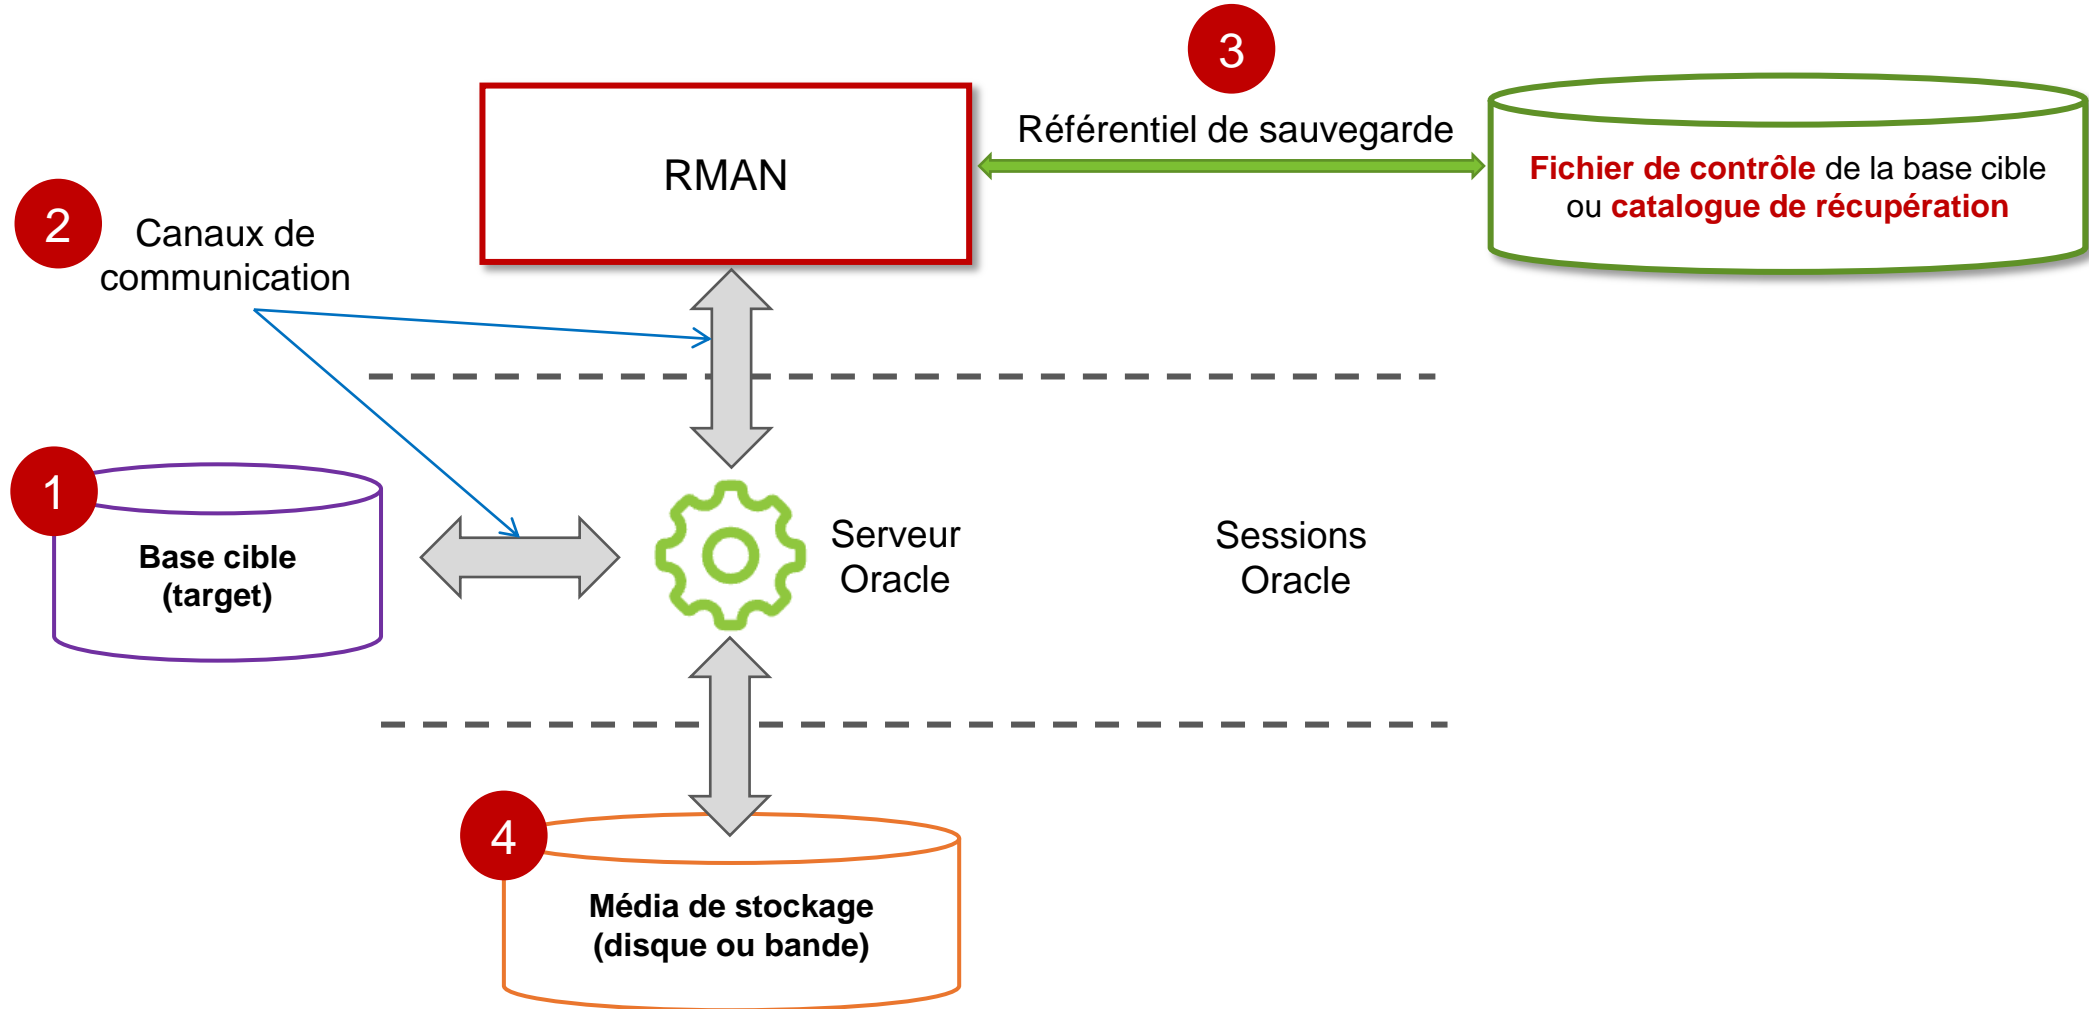 3
RMAN
Référentiel de sauvegarde
Fichier de contrôle de la base cible
ou catalogue de récupération
2
Canaux de
communication
1
Base cible
(target)
Serveur
Oracle
Sessions
Oracle
4
Média de stockage
(disque ou bande)